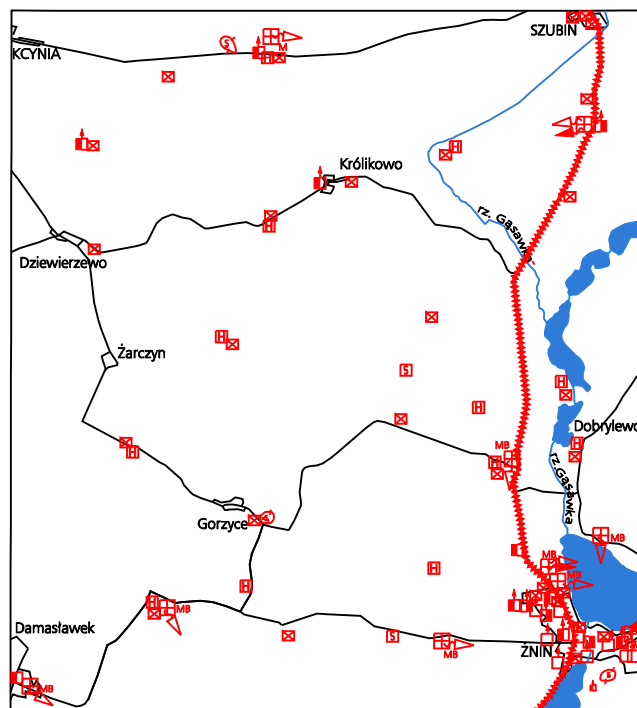 SZUBIN
KCYNIA
S
M
H
H
Królikowo
rz. Gąsawka
H
Dziewierzewo
H
Żarczyn
S
H
H
Dobrylewo
H
MB
H
H
rz.Gąsawka
Gorzyce
S
MB
MB
H
MB
H
H
MB
Damasławek
S
MB
ŻNIN
S
MB